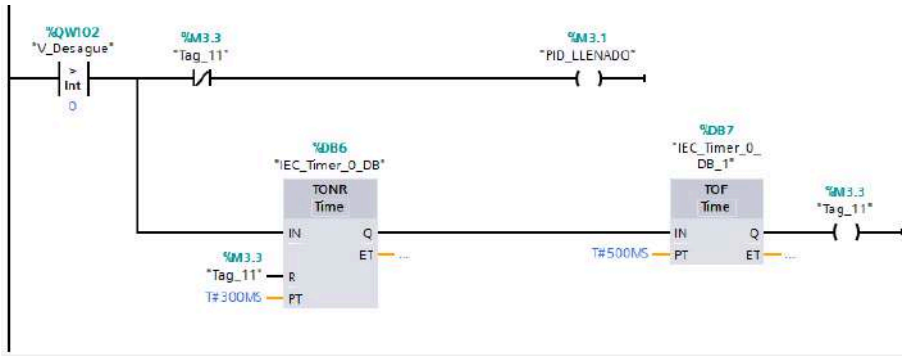 %QW102
"V_Desague"
>
Int
0
%M3.3
"Tag_11"
%M3.1
"PID_LLENADO"
%DB6
"IEC_Timer_0_DB"
TONR
Time
IN Q
ET ...
%M3.3
"Tag_11" R
T#300MS PT
%DB7
"IEC_Timer_0_
DB_1"
TOF
Time
IN Q
T#500MS PT ET ...
%M3.3
"Tag_11"